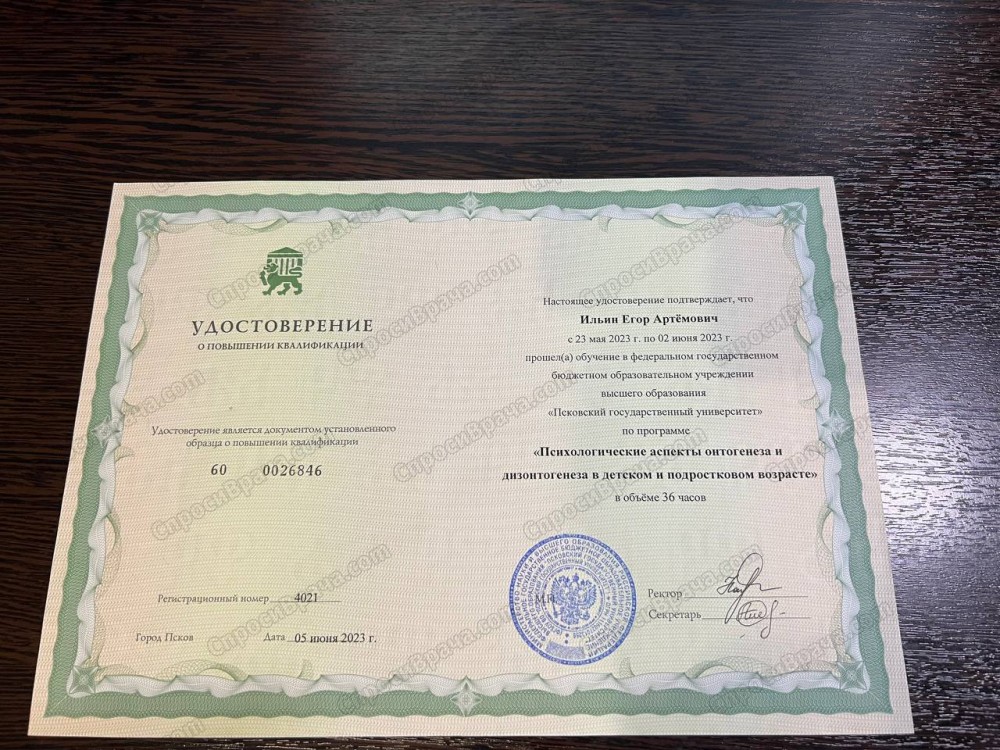 УДОСТОВЕРЕНИЕ
О ПОВЫШЕНИИ КВАЛИФИКАЦИИ
Удостоверение является документом установленного
образца о повышении квалификации
60 0026846
Регистрационный номер 4021
Город Псков Дата 05 июня 2023 г.
Настоящее удостоверение подтверждает, что
Ильин Егор Артёмович
с 23 мая 2023 г. по 02 июня 2023 г.
прошел(а) обучение в федеральном государственном
бюджетном образовательном учреждении
высшего образования
«Псковский государственный университет»
по программе
«Психологические аспекты онтогенеза и
дизонтогенеза в детском и подростковом возрасте»
в объёме 36 часов
М.П.
Ректор
Секретарь
СпросиВрача.com